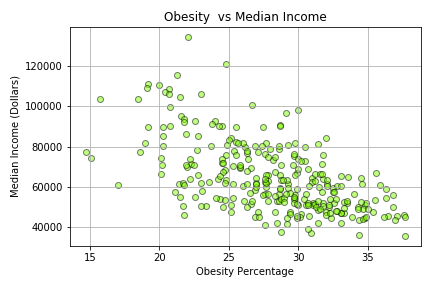 Obesity  vs Median Income
Median Income (Dollars)
120000
100000
80000
60000
40000
15 20 25 30 35
Obesity Percentage